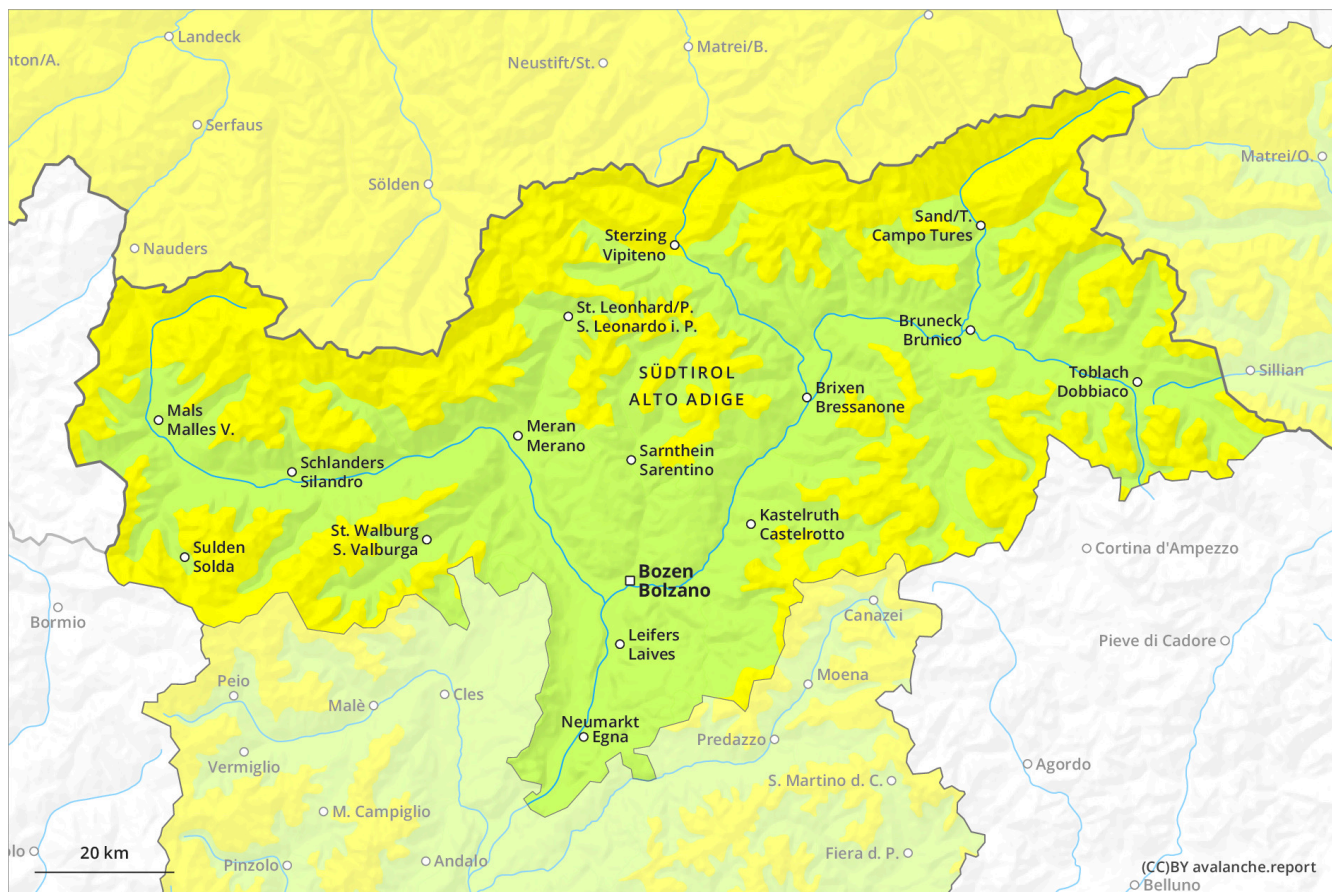 Landeck
nton/A.
Matrei/B.
Neustift/St.
Serfaus
Matrei/O.
Sölden
Sand/T.
Campo Tures
Nauders
Sterzing
Vipiteno
St. Leonhard/P.
S. Leonardo i. P.
Bruneck
Brunico
SÜDTIROL
ALTO ADIGE
Toblach
Dobbiaco
Sillian
Brixen
Bressanone
Mals
Malles V.
Meran
Merano
Schlanders
Silandro
Sarnthein
Sarentino
Kastelruth
Castelrotto
St. Walburg
S. Valburga
Sulden
Solda
Cortina d'Ampezzo
Bozen
Bolzano
Bormio
Canazei
Leifers
Laives
Pieve di Cadore
Moena
Peio
Malè
Cles
Neumarkt
Egna
Predazzo
Vermiglio
Agordo
S. Martino d. C.
M. Campiglio
olo
20 km
Pinzolo
Andalo
Fiera d. P.
(CC)BY avalanche.report
Belluno